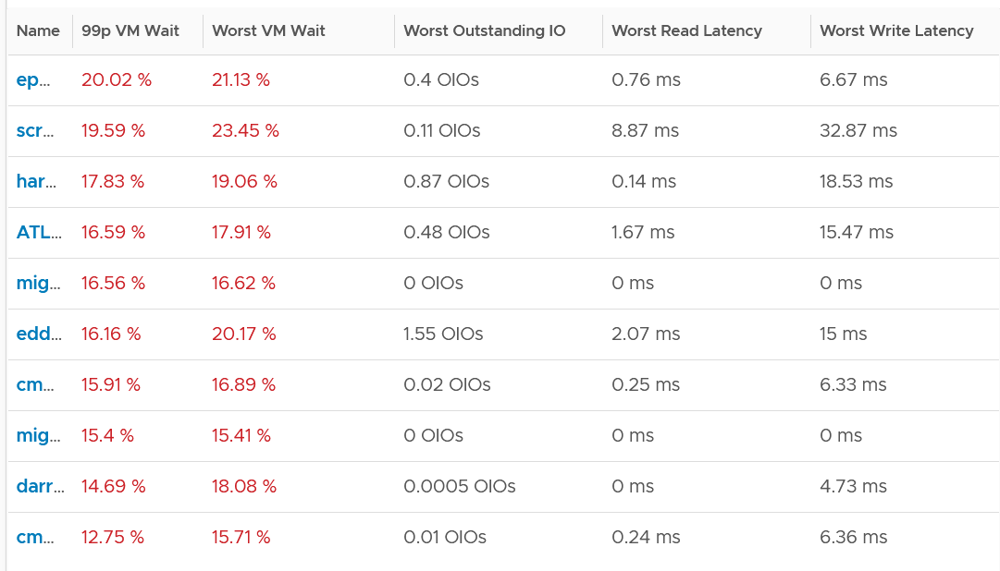 Name 99p VM Wait Worst VM Wait Worst Outstanding IO Worst Read Latency Worst Write Latency
ep... 20.02 % 21.13 % 0.4 OIOs 0.76 ms 6.67 ms
scr... 19.59 % 23.45 % 0.11 OIOs 8.87 ms 32.87 ms
har... 17.83 % 19.06 % 0.87 OIOs 0.14 ms 18.53 ms
ATL... 16.59 % 17.91 % 0.48 OIOs 1.67 ms 15.47 ms
mig... 16.56 % 16.62 % 0 OIOs 0 ms 0 ms
edd... 16.16 % 20.17 % 1.55 OIOs 2.07 ms 15 ms
cm... 15.91 % 16.89 % 0.02 OIOs 0.25 ms 6.33 ms
mig... 15.4 % 15.41 % 0 OIOs 0 ms 0 ms
darr... 14.69 % 18.08 % 0.0005 OIOs 0 ms 4.73 ms
cm... 12.75 % 15.71 % 0.01 OIOs 0.24 ms 6.36 ms